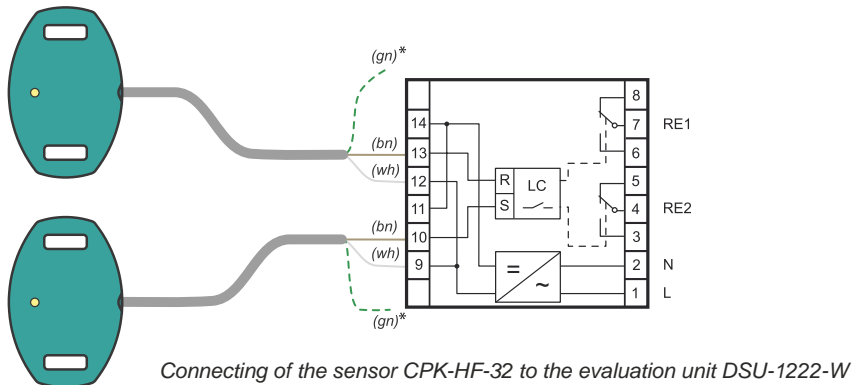 (gn)*
(bn)
(wh)
(bn)
(wh)
(gn)*
14
13
12
11
10
9
R
S
LC
=
~
8
7
6
5
4
3
2
1
RE1
RE2
N
L
Connecting of the sensor CPK-HF-32 to the evaluation unit DSU-1222-W